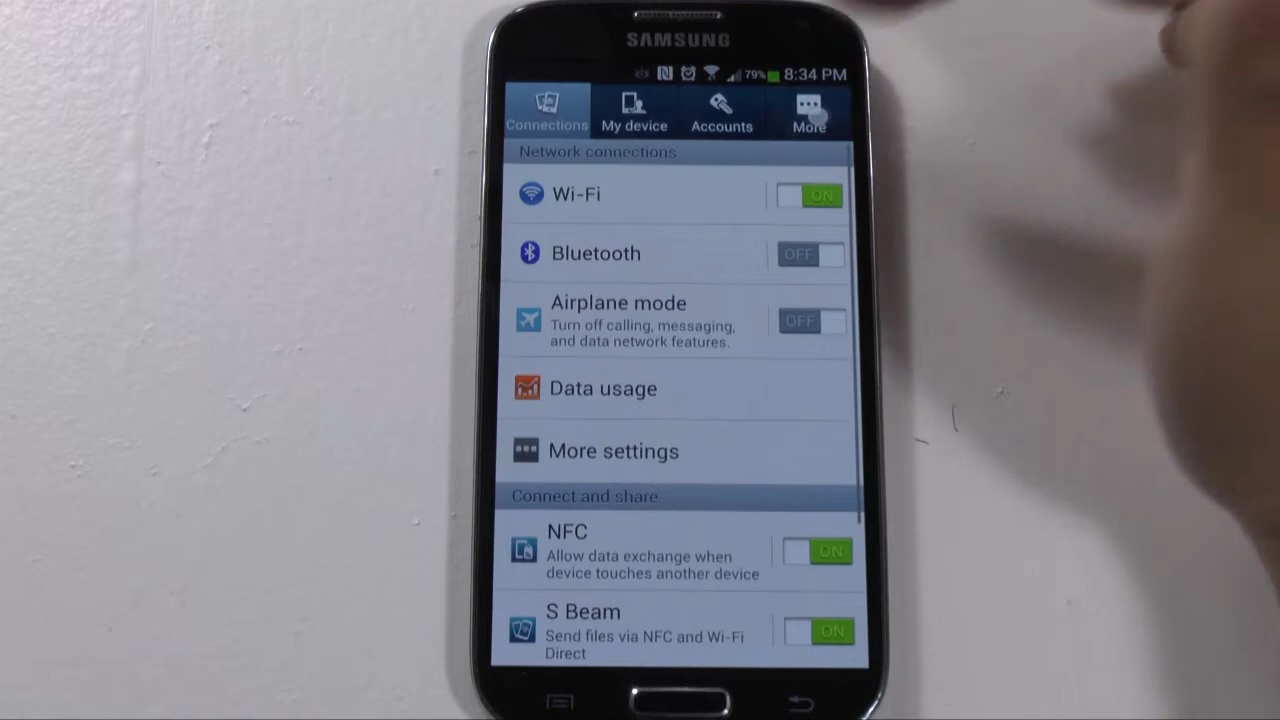 SAMSUNG
79% 8:34 PM
Connections My device Accounts More
Network connections
Wi-Fi ON
Bluetooth OFF
Airplane mode
Turn off calling, messaging,
and data network features.
OFF
Data usage
More settings
Connect and share
NFC
Allow data exchange when
device touches another device
ON
S Beam
Send files via NFC and Wi-Fi
Direct
ON